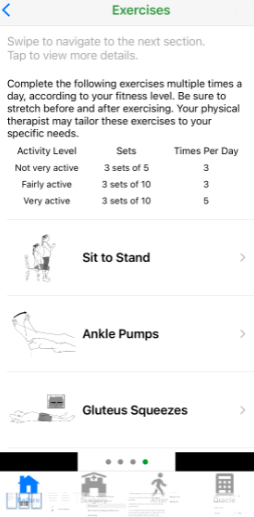 Exercises
Swipe to navigate to the next section.
Tap to view more details.
Complete the following exercises multiple times a
day, according to your fitness level. Be sure to
stretch before and after exercising. Your physical
therapist may tailor these exercises to your
specific needs.
Activity Level Sets Times Per Day
Not very active 3 sets of 5 3
Fairly active 3 sets of 10 3
Very active 3 sets of 10 5
Sit to Stand
Ankle Pumps
Gluteus Squeezes